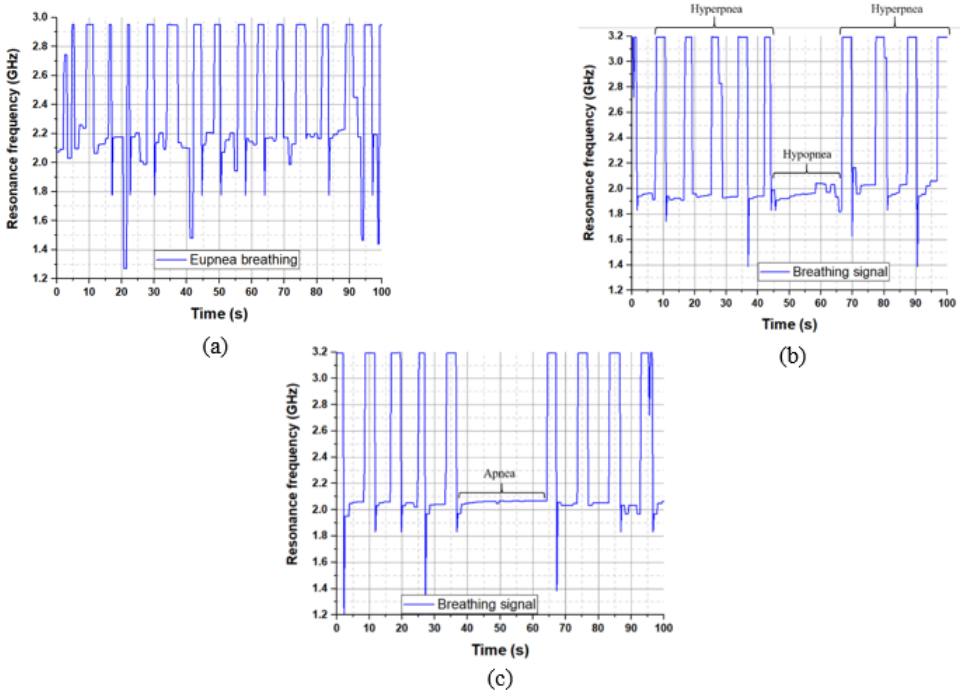 3.0
2.8
2.6
2.4
2.2
2.0
1.8
1.6
1.4
1.2
Resonance frequency (GHz)
Eupnea breathing
0 10 20 30 40 50 60 70 80 90 100
Time (s)
(a)
Hyperpnea Hyperpnea
3.2
3.0
2.8
2.6
2.4
2.2
2.0
1.8
1.6
1.4
1.2
Resonance frequency (GHz)
Hypopnea
Breathing signal
0 10 20 30 40 50 60 70 80 90 100
Time (s)
(b)
3.2
3.0
2.8
2.6
2.4
2.2
2.0
1.8
1.6
1.4
1.2
Resonance frequency (GHz)
Apnea
Breathing signal
0 10 20 30 40 50 60 70 80 90 100
Time (s)
(c)